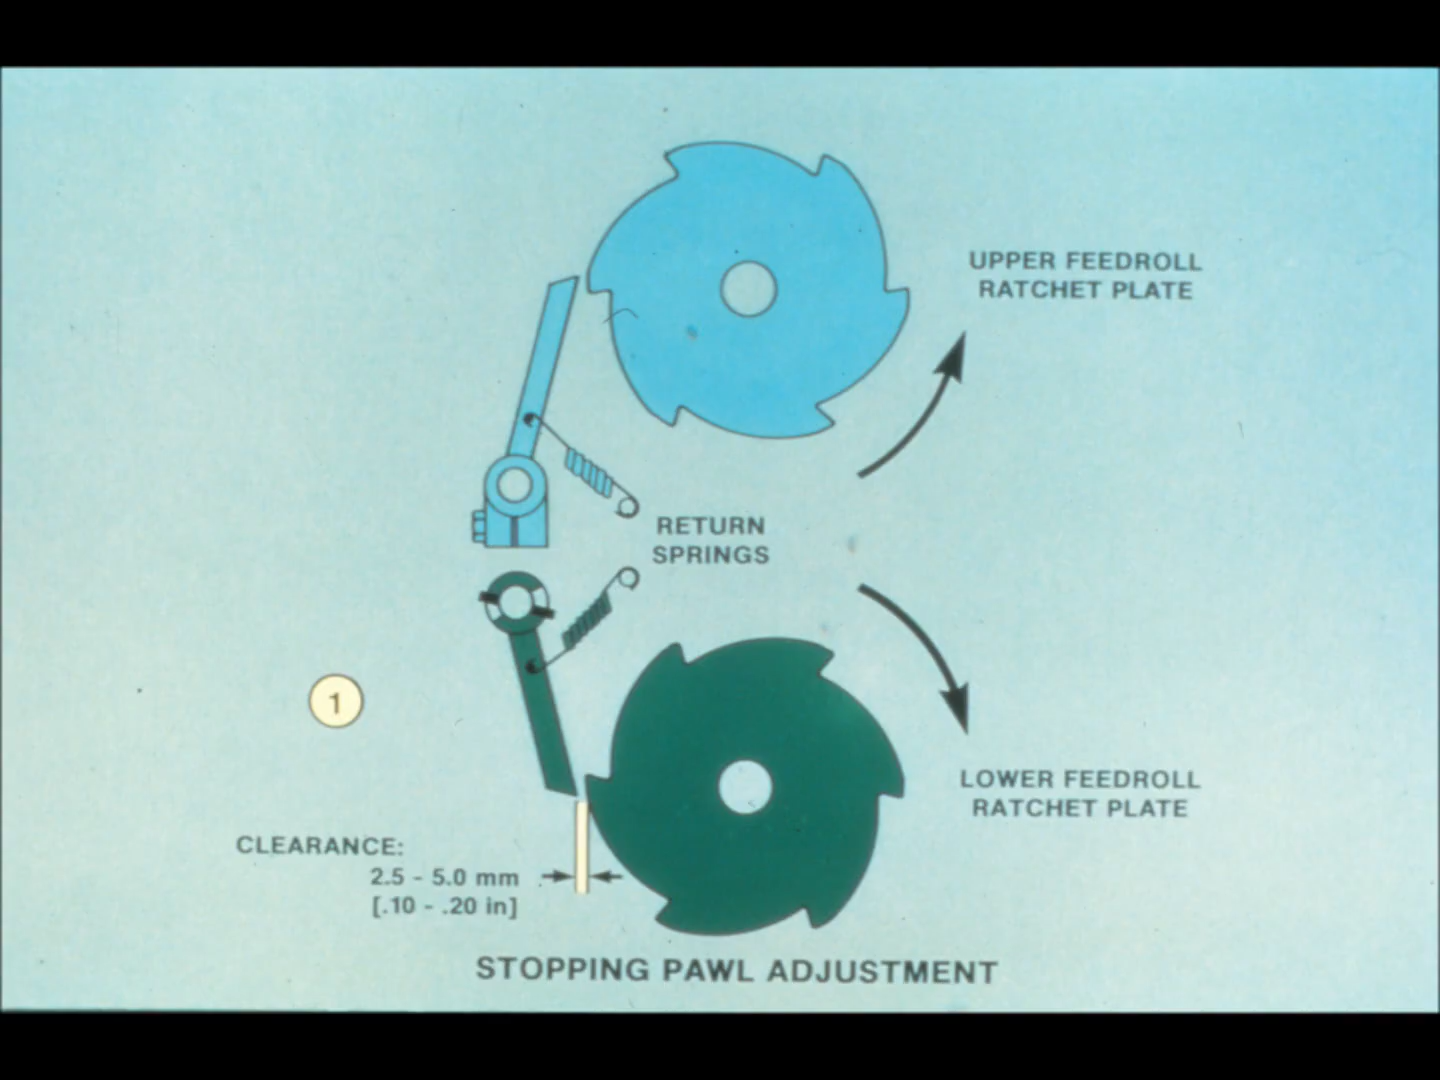 UPPER FEEDROLL
RATCHET PLATE
RETURN
SPRINGS
1
LOWER FEEDROLL
RATCHET PLATE
CLEARANCE:
2.5 - 5.0 mm
[.10 - .20 in]
STOPPING PAWL ADJUSTMENT